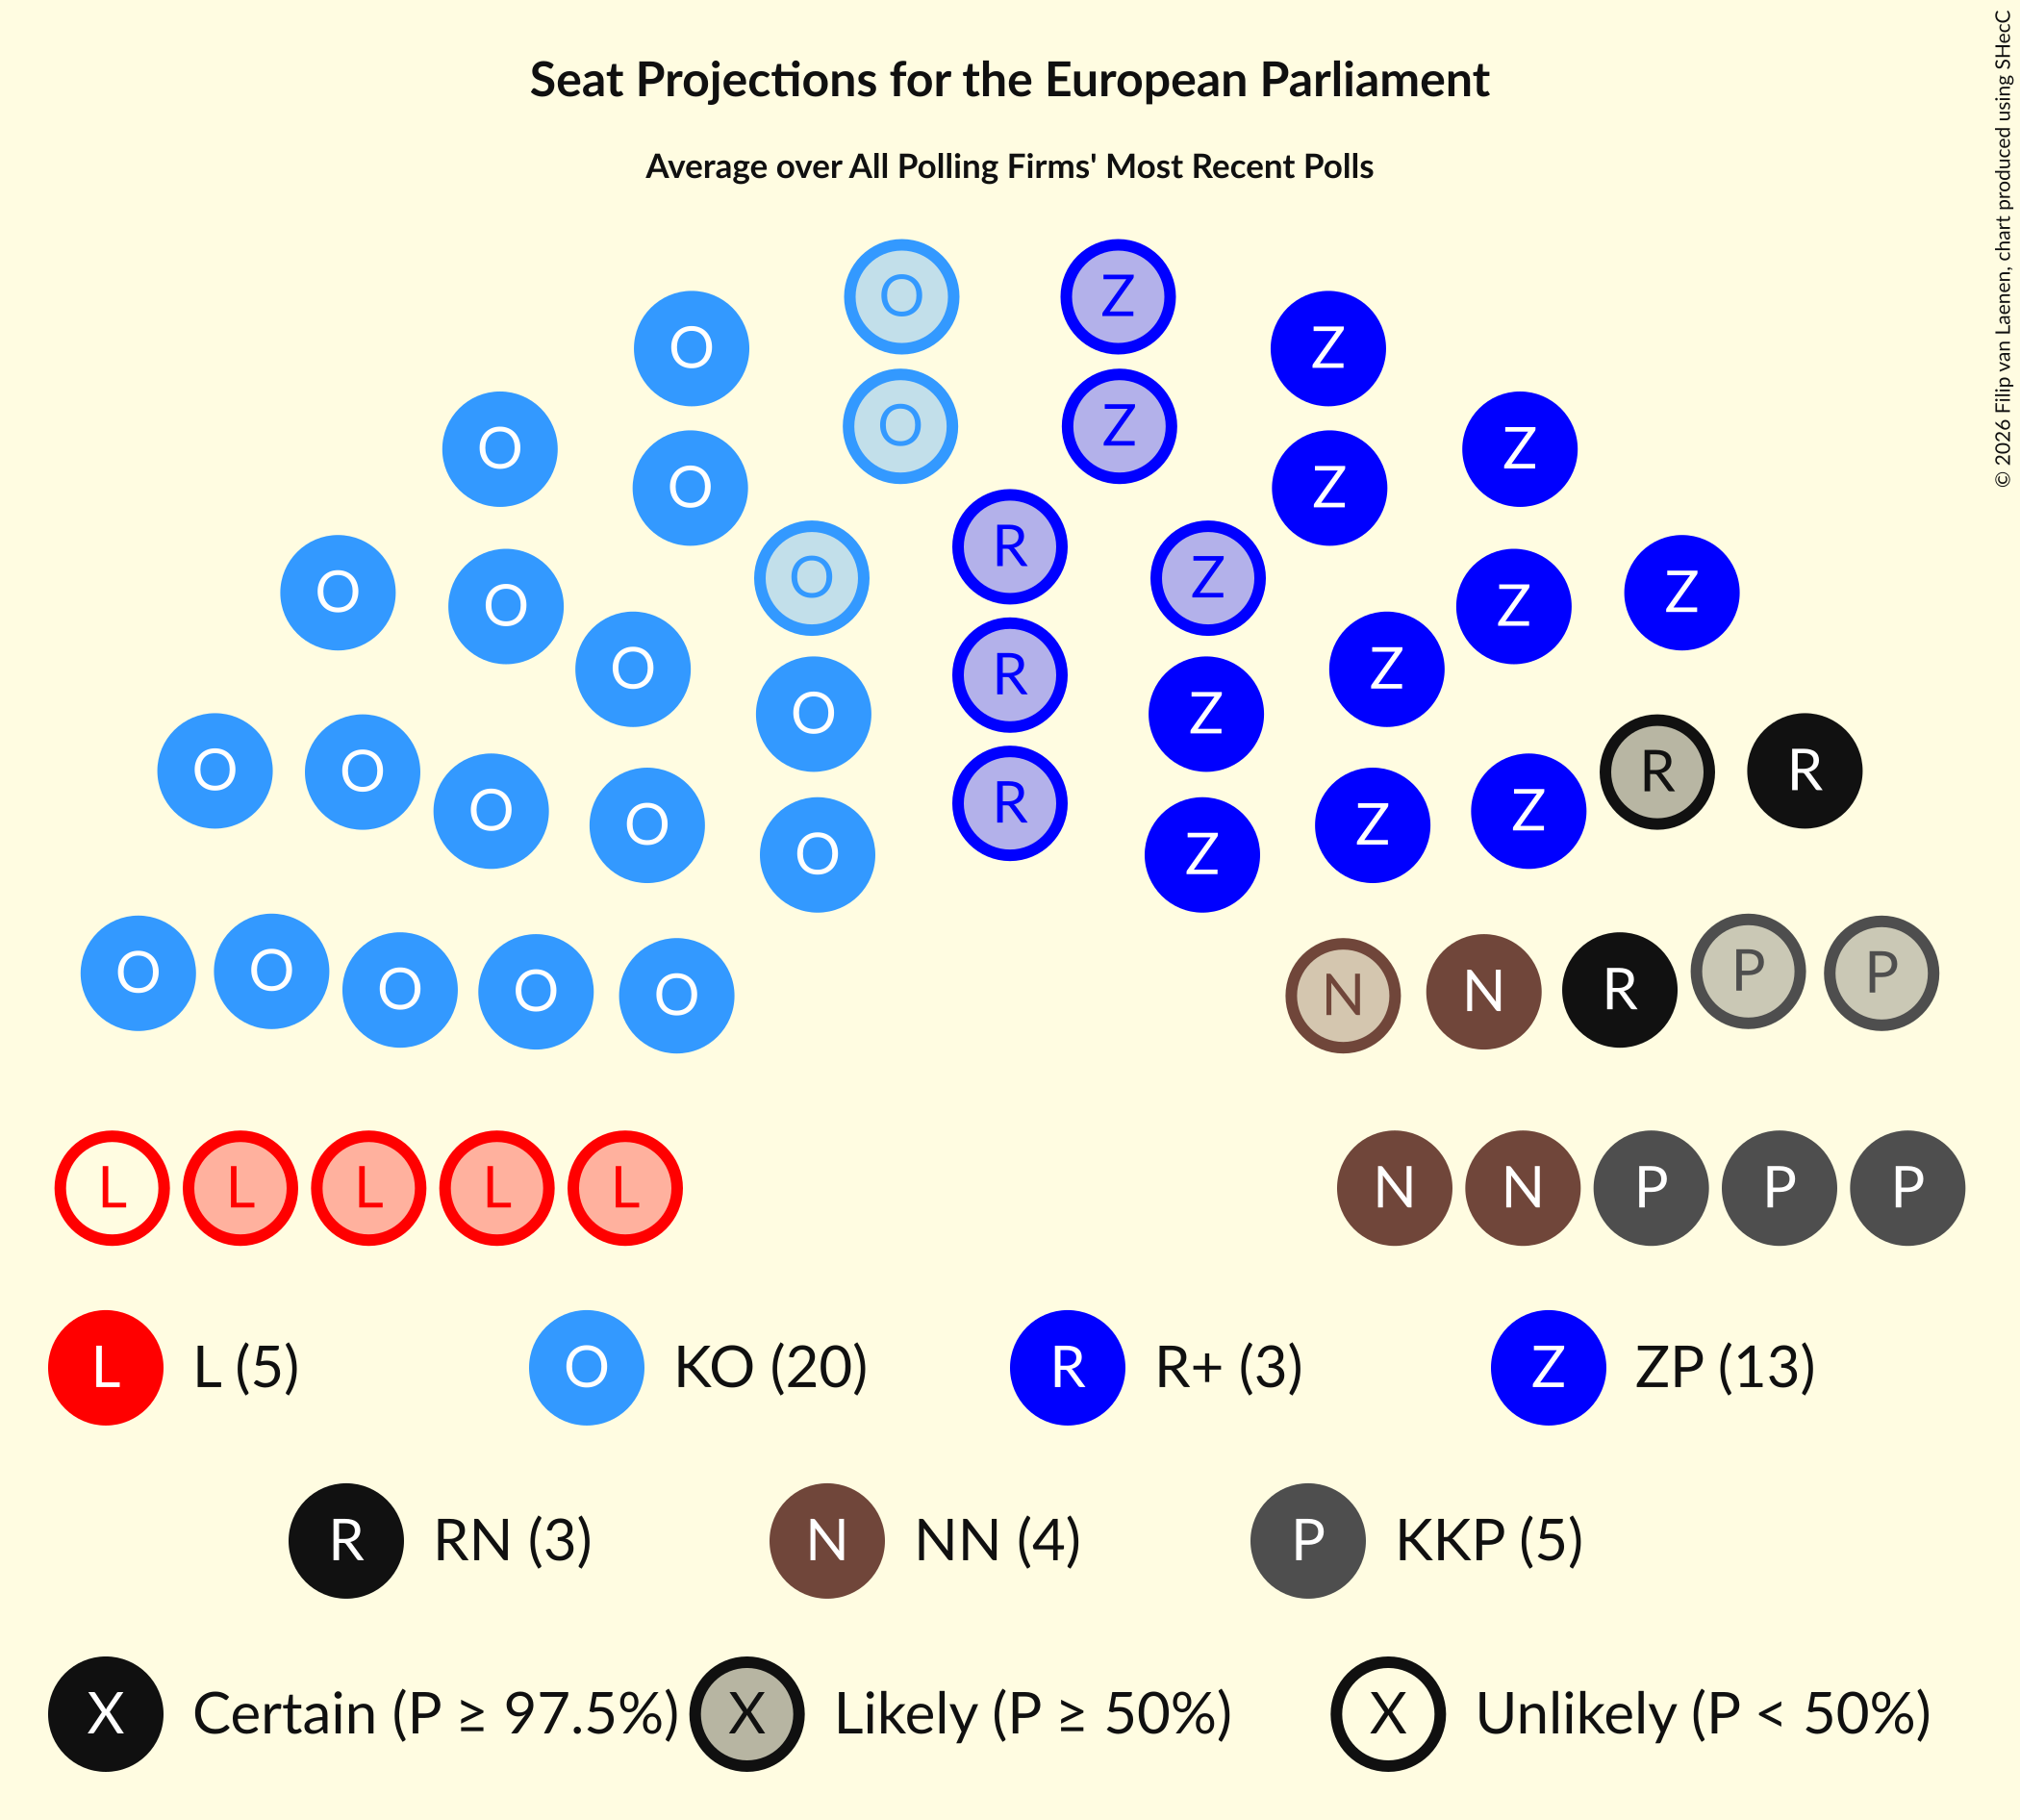 Seat Projections for the European Parliament
Average over All Polling Firms' Most Recent Polls
© 2026 Filip van Laenen, chart produced using SHecC
O Z
O O Z Z
O O Z Z
O O R Z Z
O O O Z Z Z
O O R Z Z
O O O O R Z Z Z R R
O O O Z Z Z
O O O O O N N R P P
L L L L L N N P P P
L L (5) O KO (20) R R+ (3) Z ZP (13)
R RN (3) N NN (4) P KKP (5)
X Certain (P ≥ 97.5%) X Likely (P ≥ 50%) X Unlikely (P < 50%)